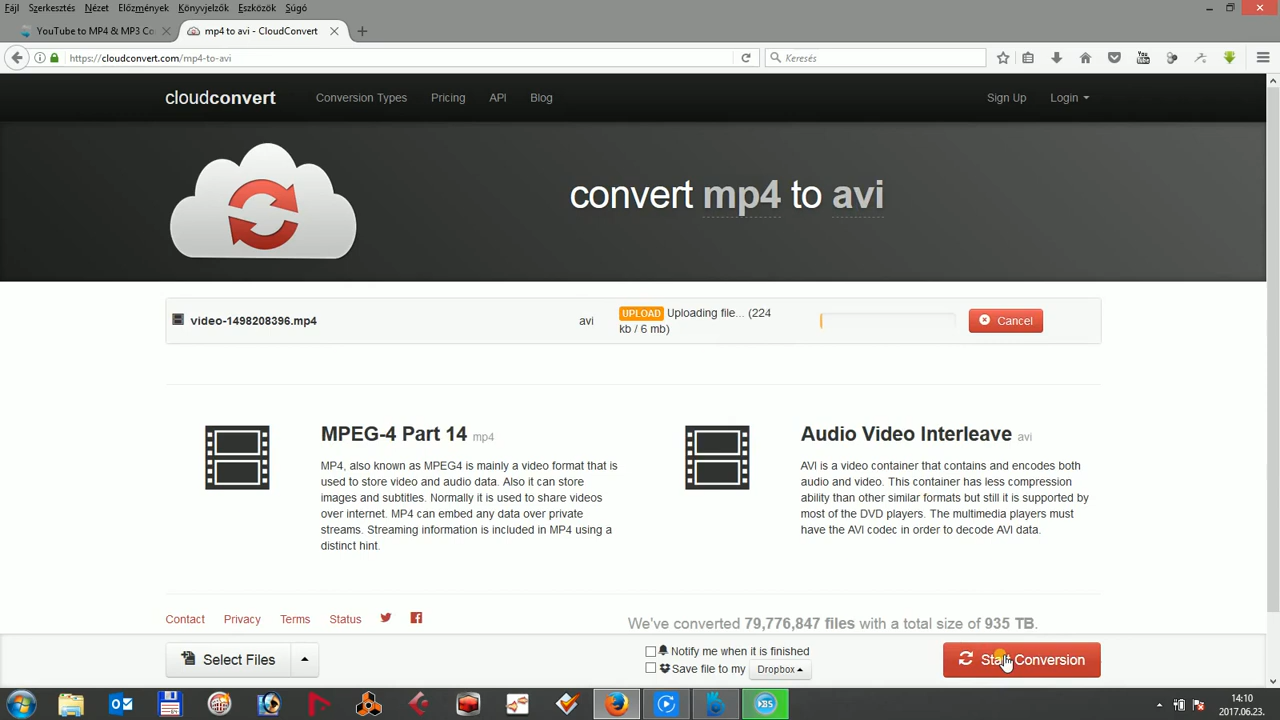 Fájl Szerkesztés Nézet Előzmények Könyvjelzők Eszközök Súgó
YouTube to MP4 & MP3 Co
mp4 to avi - CloudConvert
https://cloudconvert.com/mp4-to-avi
Keresés
You Tube
cloudconvert Conversion Types Pricing API Blog Sign Up Login
convert mp4 to avi
video-1498208396.mp4 avi UPLOAD Uploading file... (224
kb / 6 mb)
Cancel
MPEG-4 Part 14 mp4
MP4, also known as MPEG4 is mainly a video format that is
used to store video and audio data. Also it can store
images and subtitles. Normally it is used to share videos
over internet. MP4 can embed any data over private
streams. Streaming information is included in MP4 using a
distinct hint.
Audio Video Interleave avi
AVI is a video container that contains and encodes both
audio and video. This container has less compression
ability than other similar formats but still it is supported by
most of the DVD players. The multimedia players must
have the AVI codec in order to decode AVI data.
Contact Privacy Terms Status
We've converted 79,776,847 files with a total size of 935 TB.
Select Files
Notify me when it is finished
Save file to my Dropbox
Start Conversion
14:10
2017.06.23.